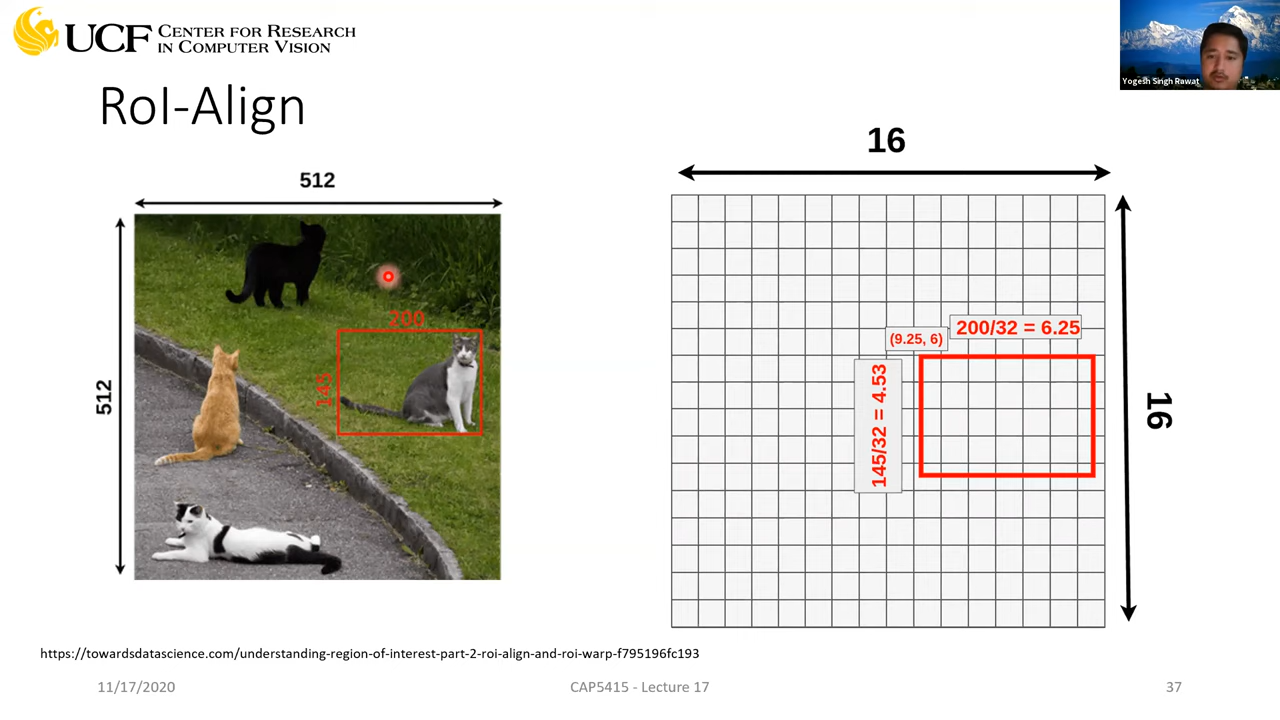 UCF CENTER FOR RESEARCH
IN COMPUTER VISION
Yogesh Singh Rawat
RoI-Align
512
512
200
145
16
16
200/32 = 6.25
(9.25, 6)
145/32 = 4.53
https://towardsdatascience.com/understanding-region-of-interest-part-2-roi-align-and-roi-warp-f795196fc193
11/17/2020
CAP5415 - Lecture 17
37